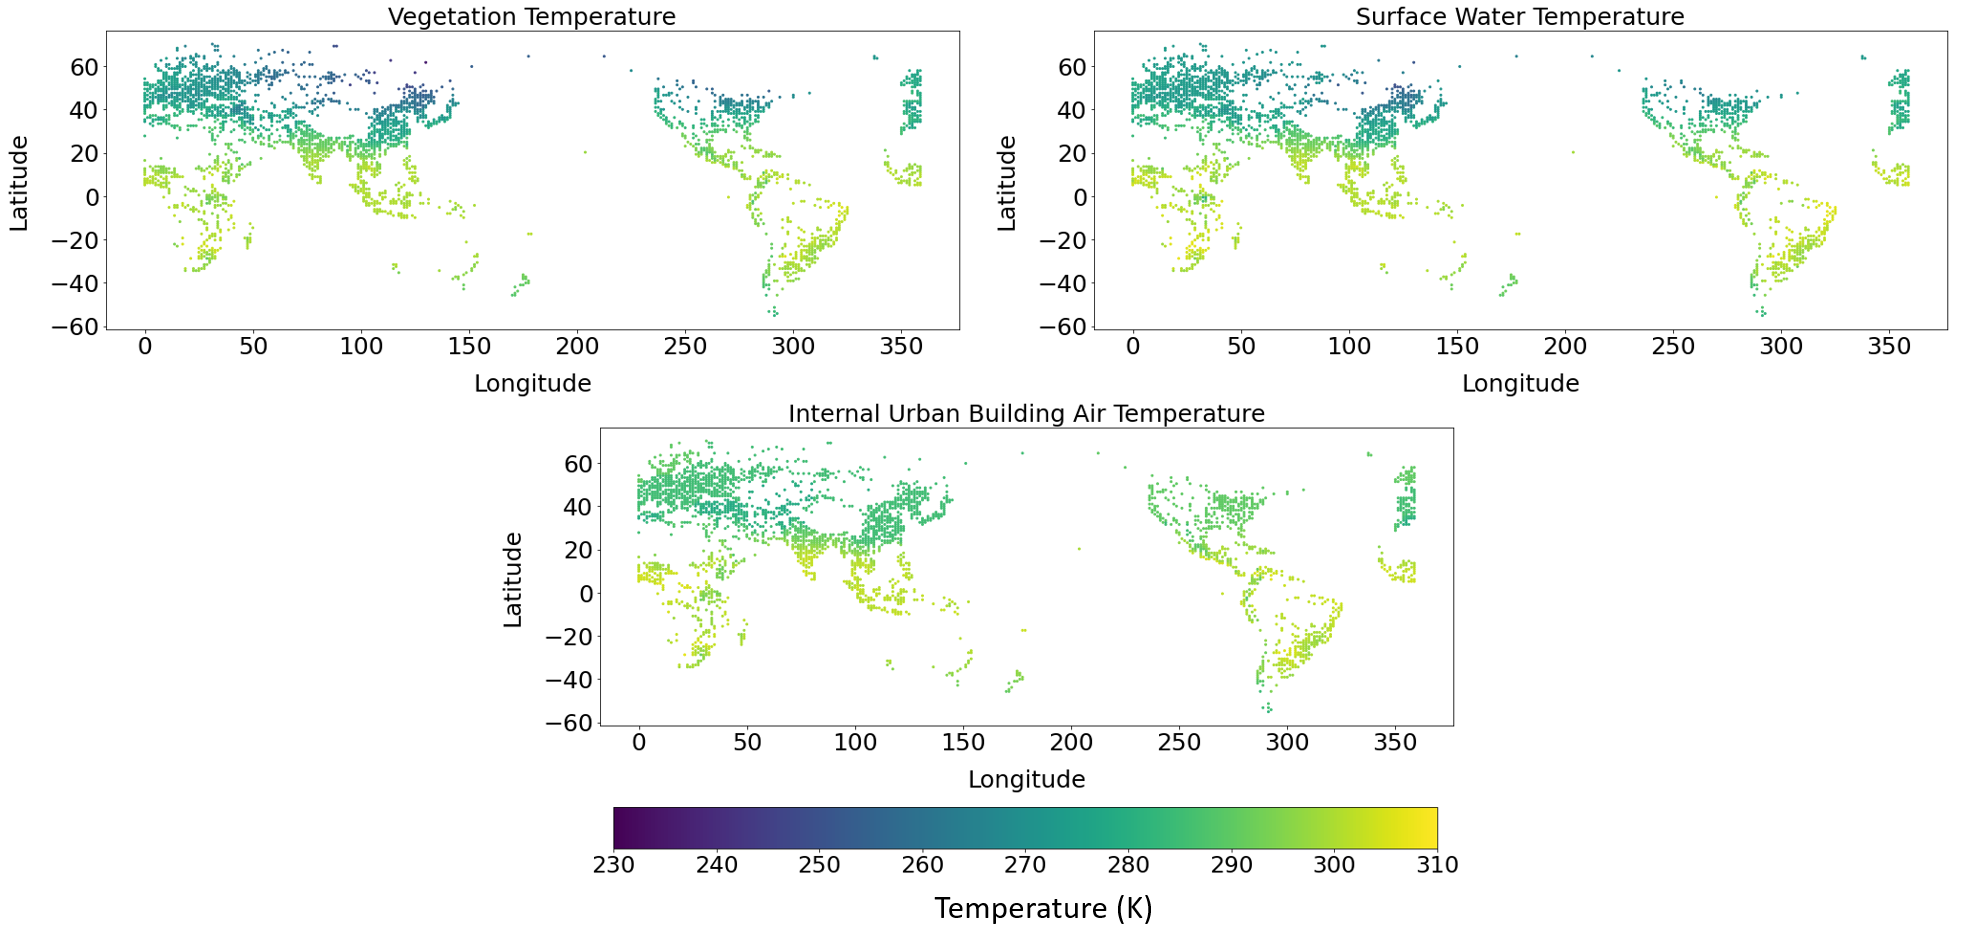 Vegetation Temperature
Surface Water Temperature
Latitude
60
40
20
0
−20
−40
−60
0 50 100 150 200 250 300 350
Longitude
Latitude
60
40
20
0
−20
−40
−60
0 50 100 150 200 250 300 350
Longitude
Internal Urban Building Air Temperature
Latitude
60
40
20
0
−20
−40
−60
0 50 100 150 200 250 300 350
Longitude
230 240 250 260 270 280 290 300 310
Temperature (K)